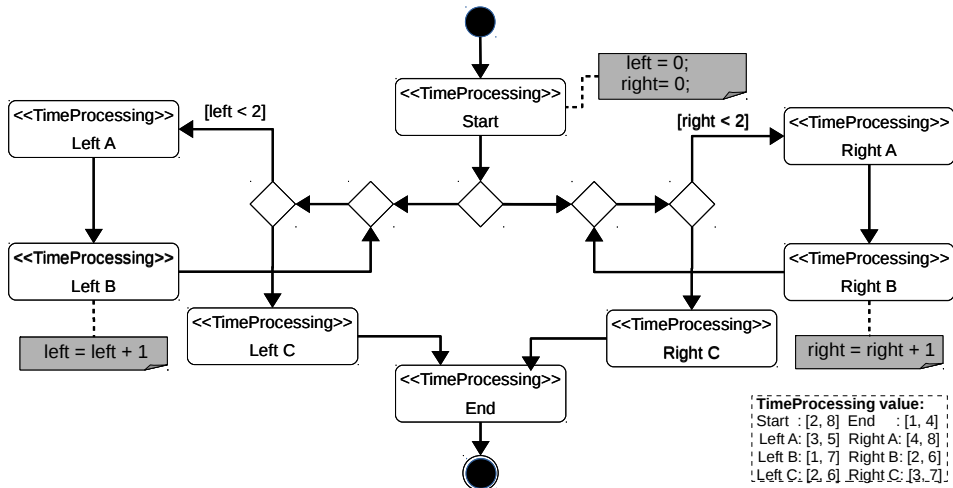 left = 0;
right= 0;
<<TimeProcessing>>
Start
[left < 2]
[right < 2]
<<TimeProcessing>>
Left A
<<TimeProcessing>>
Right A
<<TimeProcessing>>
Left B
<<TimeProcessing>>
Right B
<<TimeProcessing>>
Left C
<<TimeProcessing>>
Right C
left = left + 1
right = right + 1
<<TimeProcessing>>
End
TimeProcessing value:
Start : [2, 8] End : [1, 4]
Left A: [3, 5] Right A: [4, 8]
Left B: [1, 7] Right B: [2, 6]
Left C: [2, 6] Right C: [3, 7]